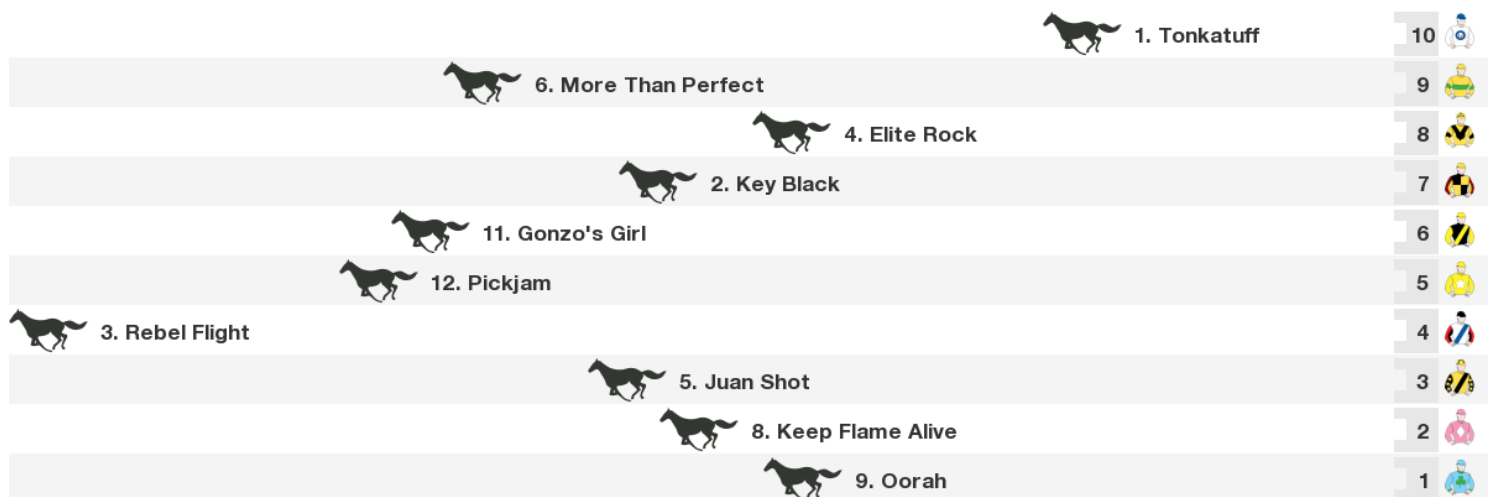 1. Tonkatuff 10
6. More Than Perfect 9
4. Elite Rock 8
2. Key Black 7
11. Gonzo's Girl 6
12. Pickjam 5
3. Rebel Flight 4
5. Juan Shot 3
8. Keep Flame Alive 2
9. Oorah 1